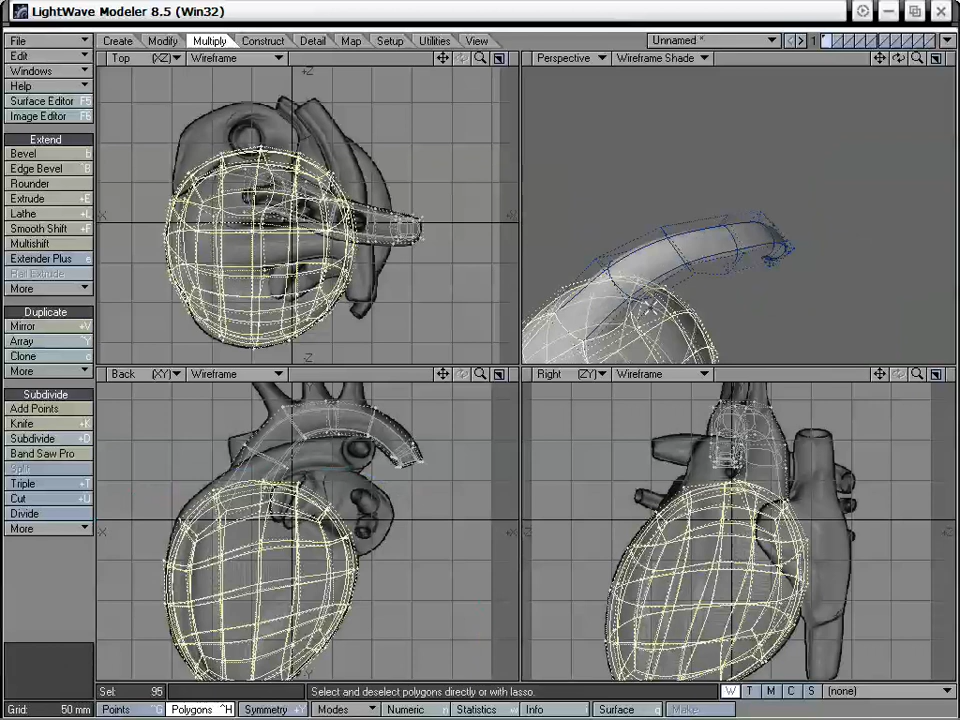 LightWave Modeler 8.5 (Win32)
File Create Modify Multiply Construct Detail Map Setup Utilities View Unnamed * 1
Edit Top (XZ) Wireframe Perspective Wireframe Shade
Windows
Help
Surface Editor F5
Image Editor F6
Extend
Bevel b
Edge Bevel ^B
Rounder
Extrude +E
Lathe +L
Smooth Shift +F
Multishift
Extender Plus e
Rail Extrude
More
Duplicate
Mirror +V
Array ^Y
Clone c
More
Back (XY) Wireframe Right (ZY) Wireframe
Subdivide
Add Points
Knife +K
Subdivide +D
Band Saw Pro
Split
Triple +T
Cut +U
Divide
More
Sel: 95 Select and deselect polygons directly or with lasso. W T M C S (none)
Grid: 50 mm Points ^G Polygons ^H Symmetry +Y Modes Numeric n Statistics w Info i Surface q Make